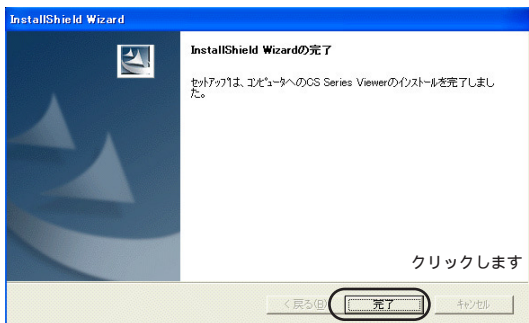 InstallShield Wizard
InstallShield Wizardの完了
セットアップは、コンピュータへのCS Series Viewerのインストールを完了しまし
た。
クリックします
< 戻る(B)
完了
キャンセル